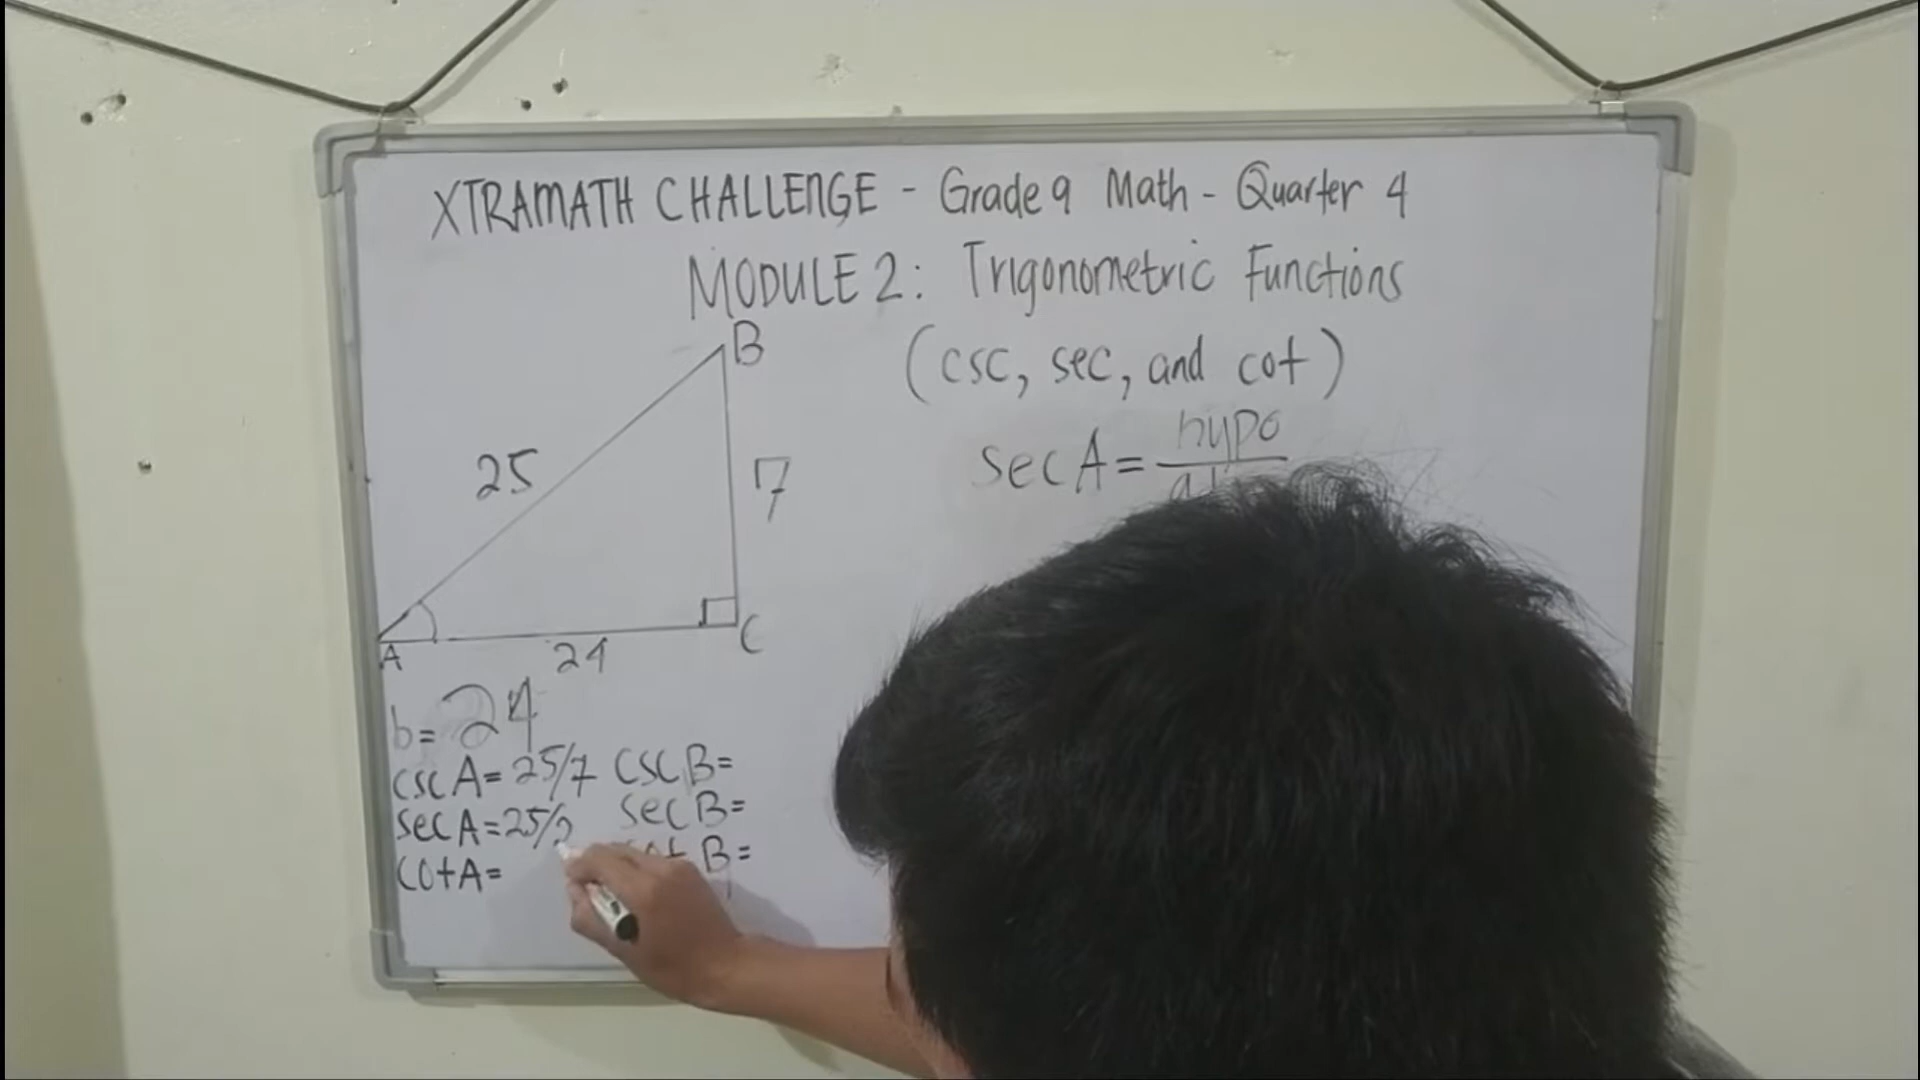 XTRAMATH CHALLENGE - Grade 9 Math - Quarter 4
MODULE 2: Trigonometric Functions
(csc, sec, and cot)
B
25
7
A
24
C
sec A = hypo
b = 24
csc A = 25/7
sec A = 25/2
cot A =
csc B =
sec B =
B =